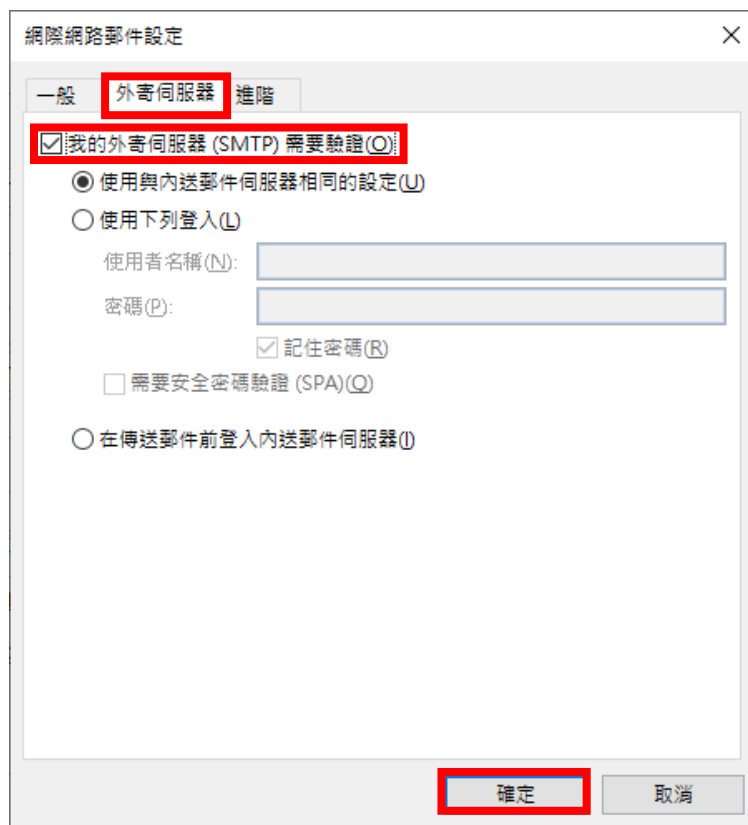 網際網路郵件設定
一般 外寄伺服器 進階
我的外寄伺服器 (SMTP) 需要驗證(O)
使用與內送郵件伺服器相同的設定(U)
使用下列登入(L)
使用者名稱(N):
密碼(P):
記住密碼(R)
需要安全密碼驗證 (SPA)(Q)
在傳送郵件前登入內送郵件伺服器(I)
確定 取消